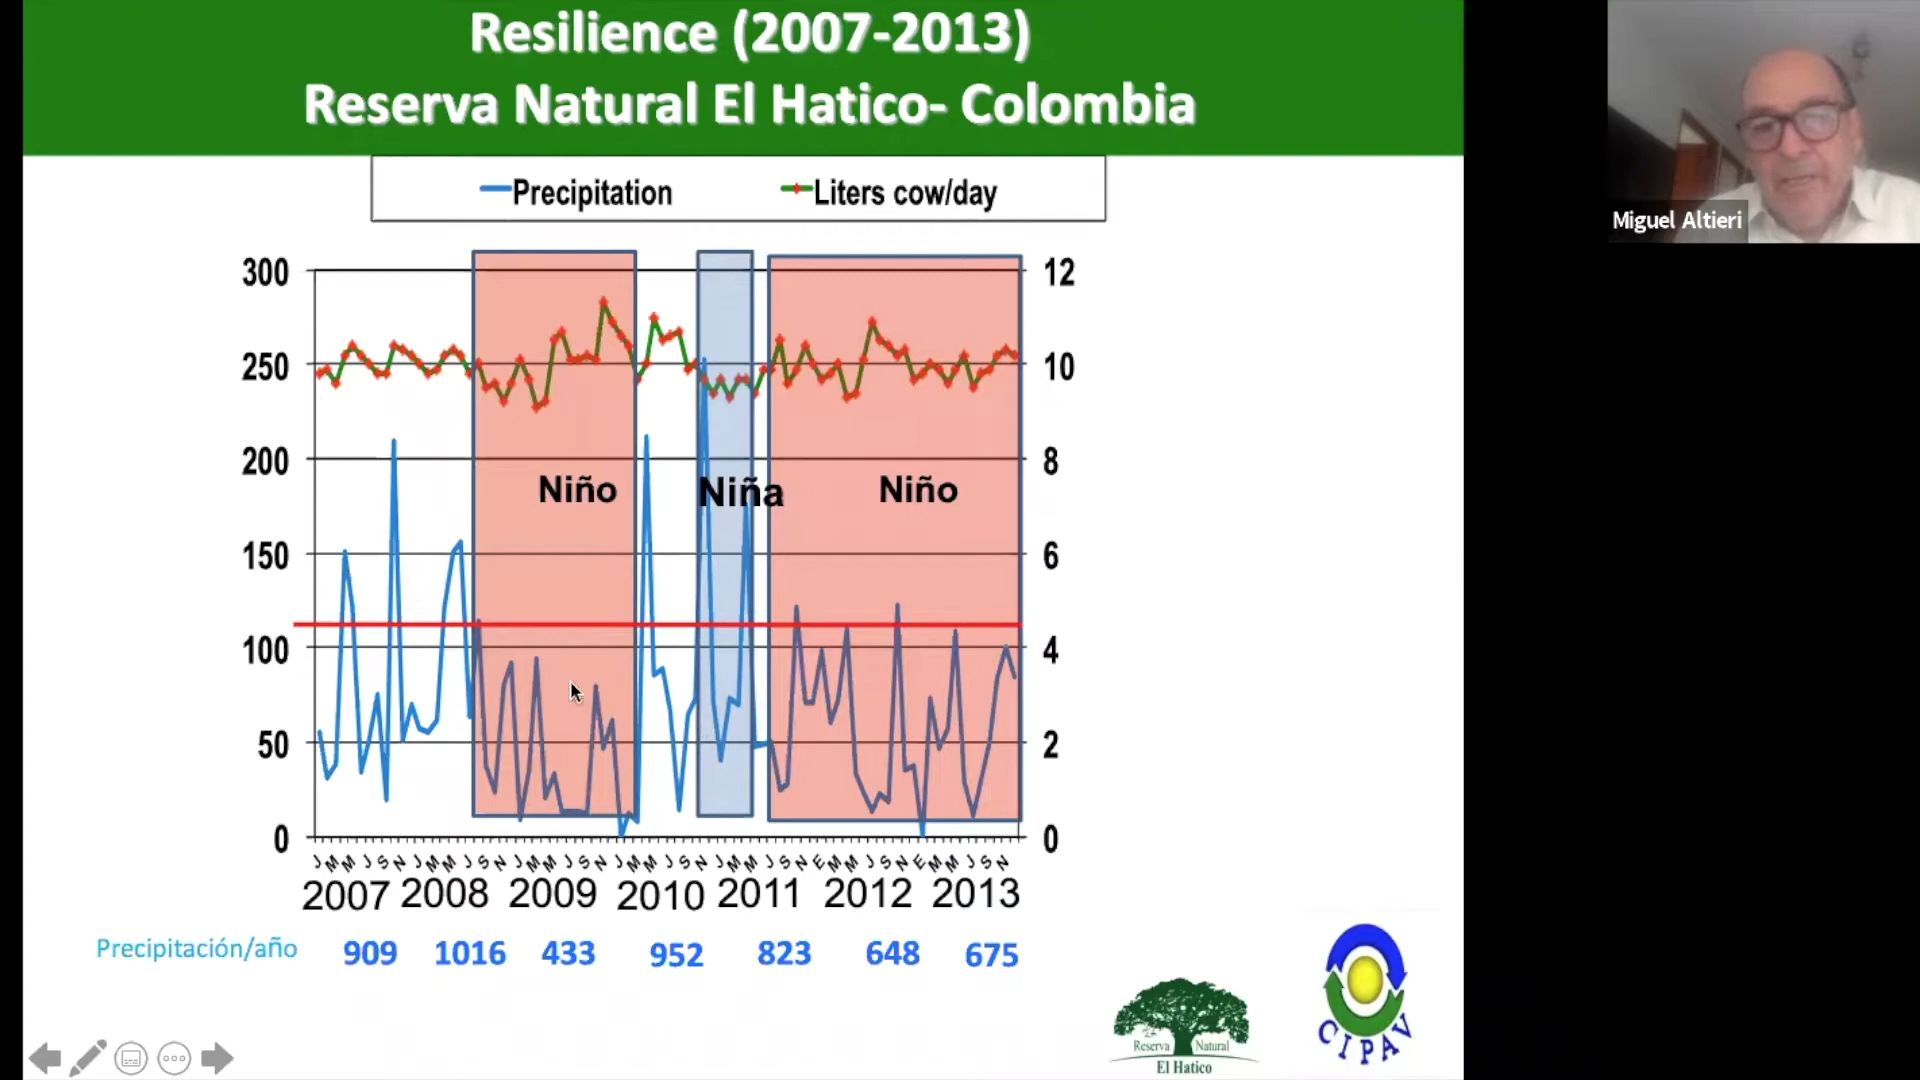 Resilience (2007-2013)
Reserva Natural El Hatico- Colombia
Precipitation Liters cow/day
Miguel Altieri
300 12
250 10
200 8
Niño Niña Niño
150 6
100 4
50 2
0 0
J M M J S N J M M J S N J M M J S N J M M J S N J M M J S N E M M J S N E M M J S N
2007 2008 2009 2010 2011 2012 2013
Precipitación/año 909 1016 433 952 823 648 675
Reserva Natural
El Hatico
CIPAV